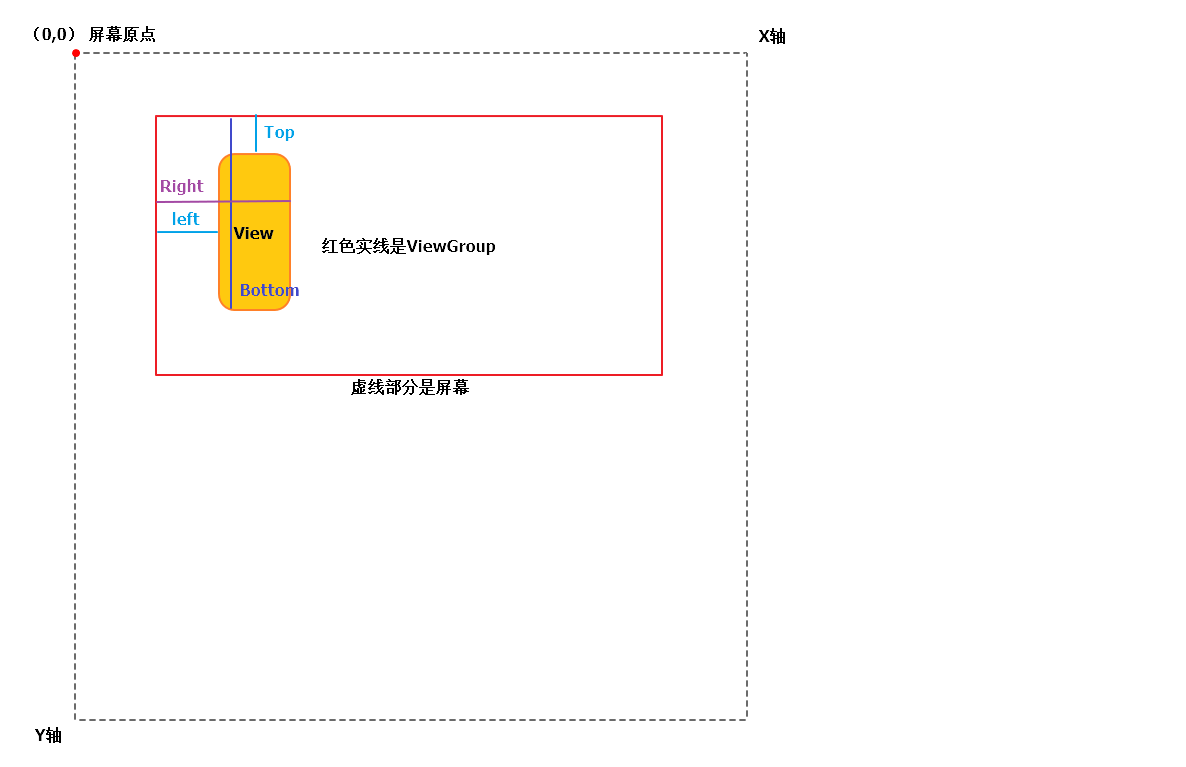 （0,0） 屏幕原点
X轴
Top
Right
left
View
红色实线是ViewGroup
Bottom
虚线部分是屏幕
Y轴